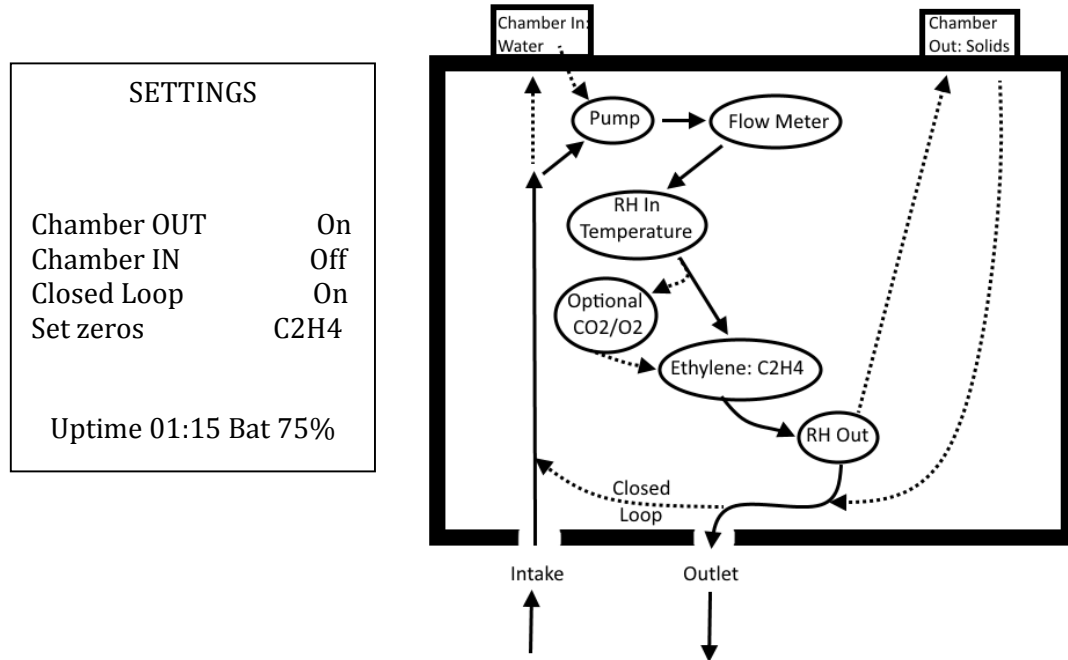 SETTINGS
Chamber OUT On
Chamber IN Off
Closed Loop On
Set zeros C2H4
Uptime 01:15 Bat 75%
Chamber In:
Water
Chamber
Out: Solids
Pump
Flow Meter
RH In
Temperature
Optional
CO2/O2
Ethylene: C2H4
RH Out
Closed
Loop
Intake
Outlet